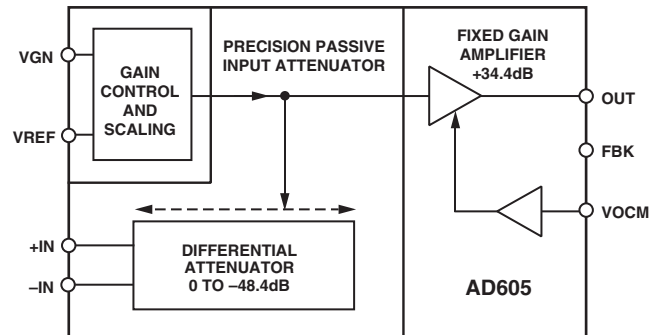 VGN
VREF
GAIN
CONTROL
AND
SCALING
PRECISION PASSIVE
INPUT ATTENUATOR
FIXED GAIN
AMPLIFIER
+34.4dB
OUT
FBK
VOCM
+IN
–IN
DIFFERENTIAL
ATTENUATOR
0 TO –48.4dB
AD605